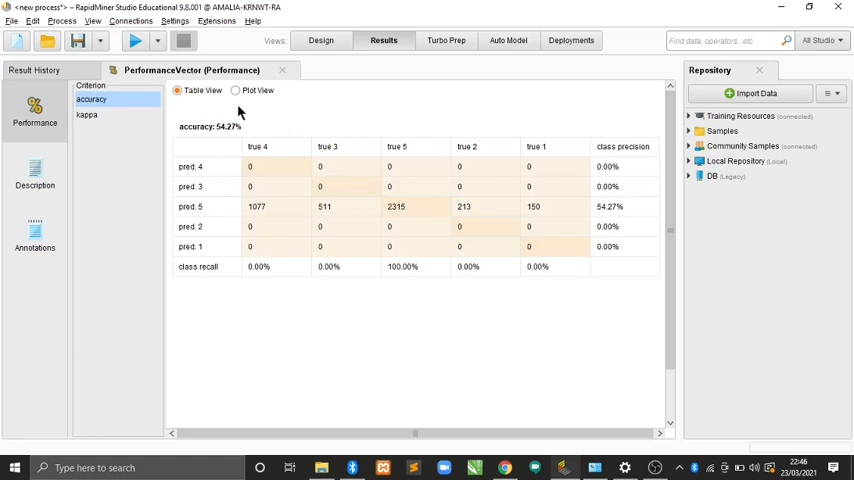 <new process*> – RapidMiner Studio Educational 9.8.001 @ AMALIA-KRNWT-RA
File Edit Process View Connections Settings Extensions Help
Views: Design Results Turbo Prep Auto Model Deployments Find data, operators...etc All Studio
Result History PerformanceVector (Performance) Repository
Criterion
accuracy
kappa
Performance
Description
Annotations
Table View Plot View
accuracy: 54.27%
true 4 true 3 true 5 true 2 true 1 class precision
pred. 4 0 0 0 0 0 0.00%
pred. 3 0 0 0 0 0 0.00%
pred. 5 1077 511 2315 213 150 54.27%
pred. 2 0 0 0 0 0 0.00%
pred. 1 0 0 0 0 0 0.00%
class recall 0.00% 0.00% 100.00% 0.00% 0.00%
Import Data
Training Resources (connected)
Samples
Community Samples (connected)
Local Repository (Local)
DB (Legacy)
Type here to search
22:46
23/03/2021